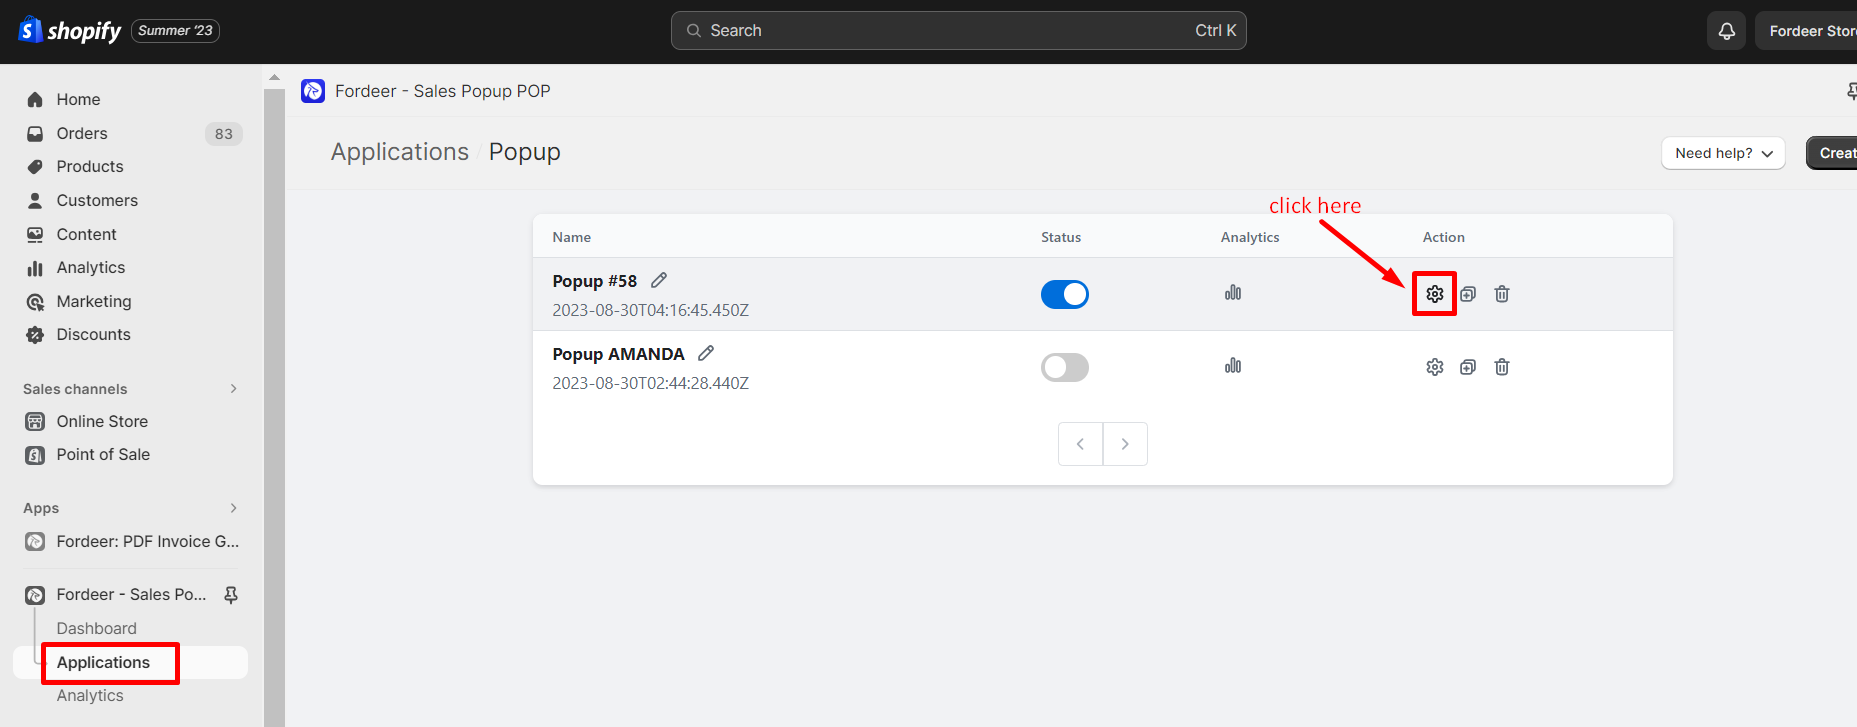 shopify Summer '23
Search Ctrl K
Fordeer Stor
Home
Orders 83
Products
Customers
Content
Analytics
Marketing
Discounts
Sales channels
Online Store
Point of Sale
Apps
Fordeer: PDF Invoice G...
Fordeer - Sales Po...
Dashboard
Applications
Analytics
Fordeer - Sales Popup POP
Applications / Popup
Need help?
Creat
click here
Name Status Analytics Action
Popup #58
2023-08-30T04:16:45.450Z
Popup AMANDA
2023-08-30T02:44:28.440Z